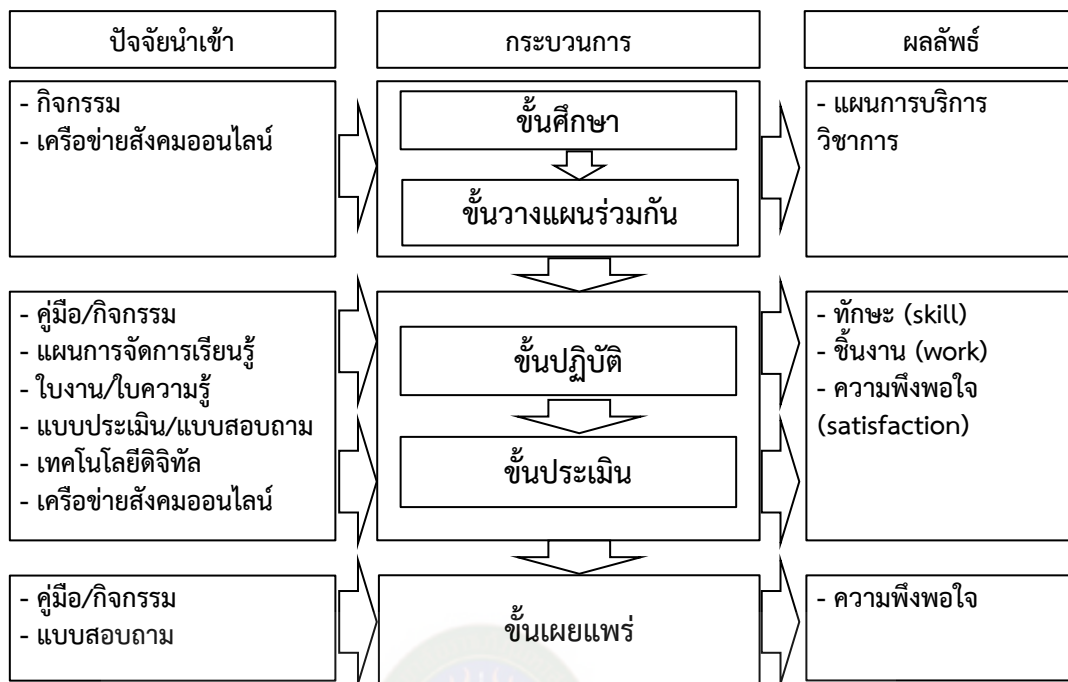 ปัจจัยนำเข้า
กระบวนการ
ผลลัพธ์
- กิจกรรม
- เครือข่ายสังคมออนไลน์
ขั้นศึกษา
ขั้นวางแผนร่วมกัน
- แผนการบริการ
วิชาการ
- คู่มือ/กิจกรรม
- แผนการจัดการเรียนรู้
- ใบงาน/ใบความรู้
- แบบประเมิน/แบบสอบถาม
- เทคโนโลยีดิจิทัล
- เครือข่ายสังคมออนไลน์
ขั้นปฏิบัติ
ขั้นประเมิน
- ทักษะ (skill)
- ชิ้นงาน (work)
- ความพึงพอใจ
(satisfaction)
- คู่มือ/กิจกรรม
- แบบสอบถาม
ขั้นเผยแพร่
- ความพึงพอใจ